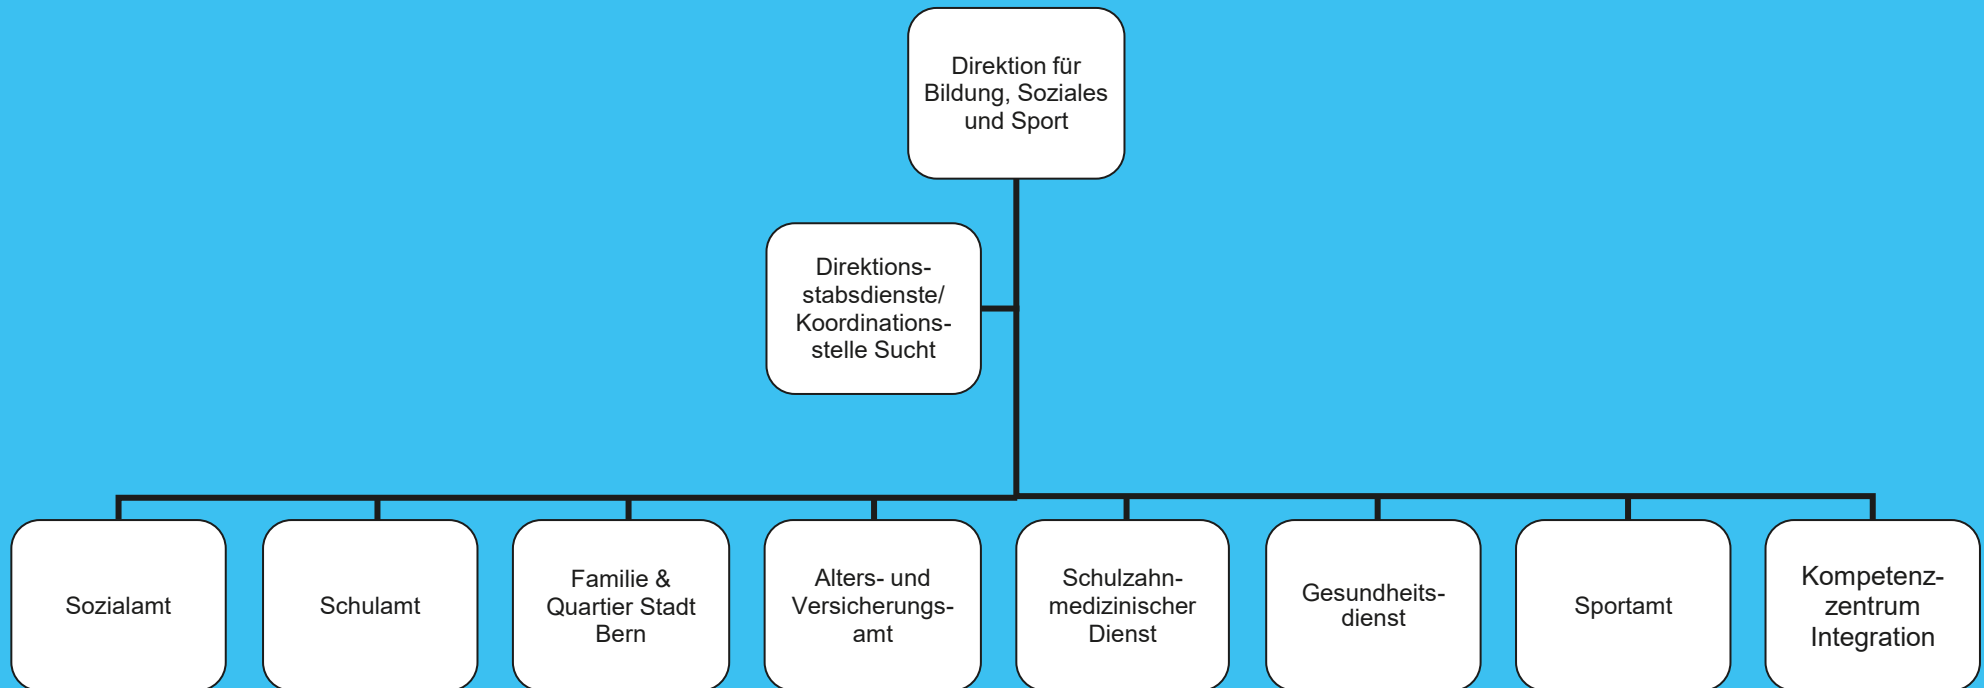 Direktion für
Bildung, Soziales
und Sport
Direktions-
stabsdienste/
Koordinations-
stelle Sucht
Sozialamt
Schulamt
Familie &
Quartier Stadt
Bern
Alters- und
Versicherungs-
amt
Schulzahn-
medizinischer
Dienst
Gesundheits-
dienst
Sportamt
Kompetenz-
zentrum
Integration